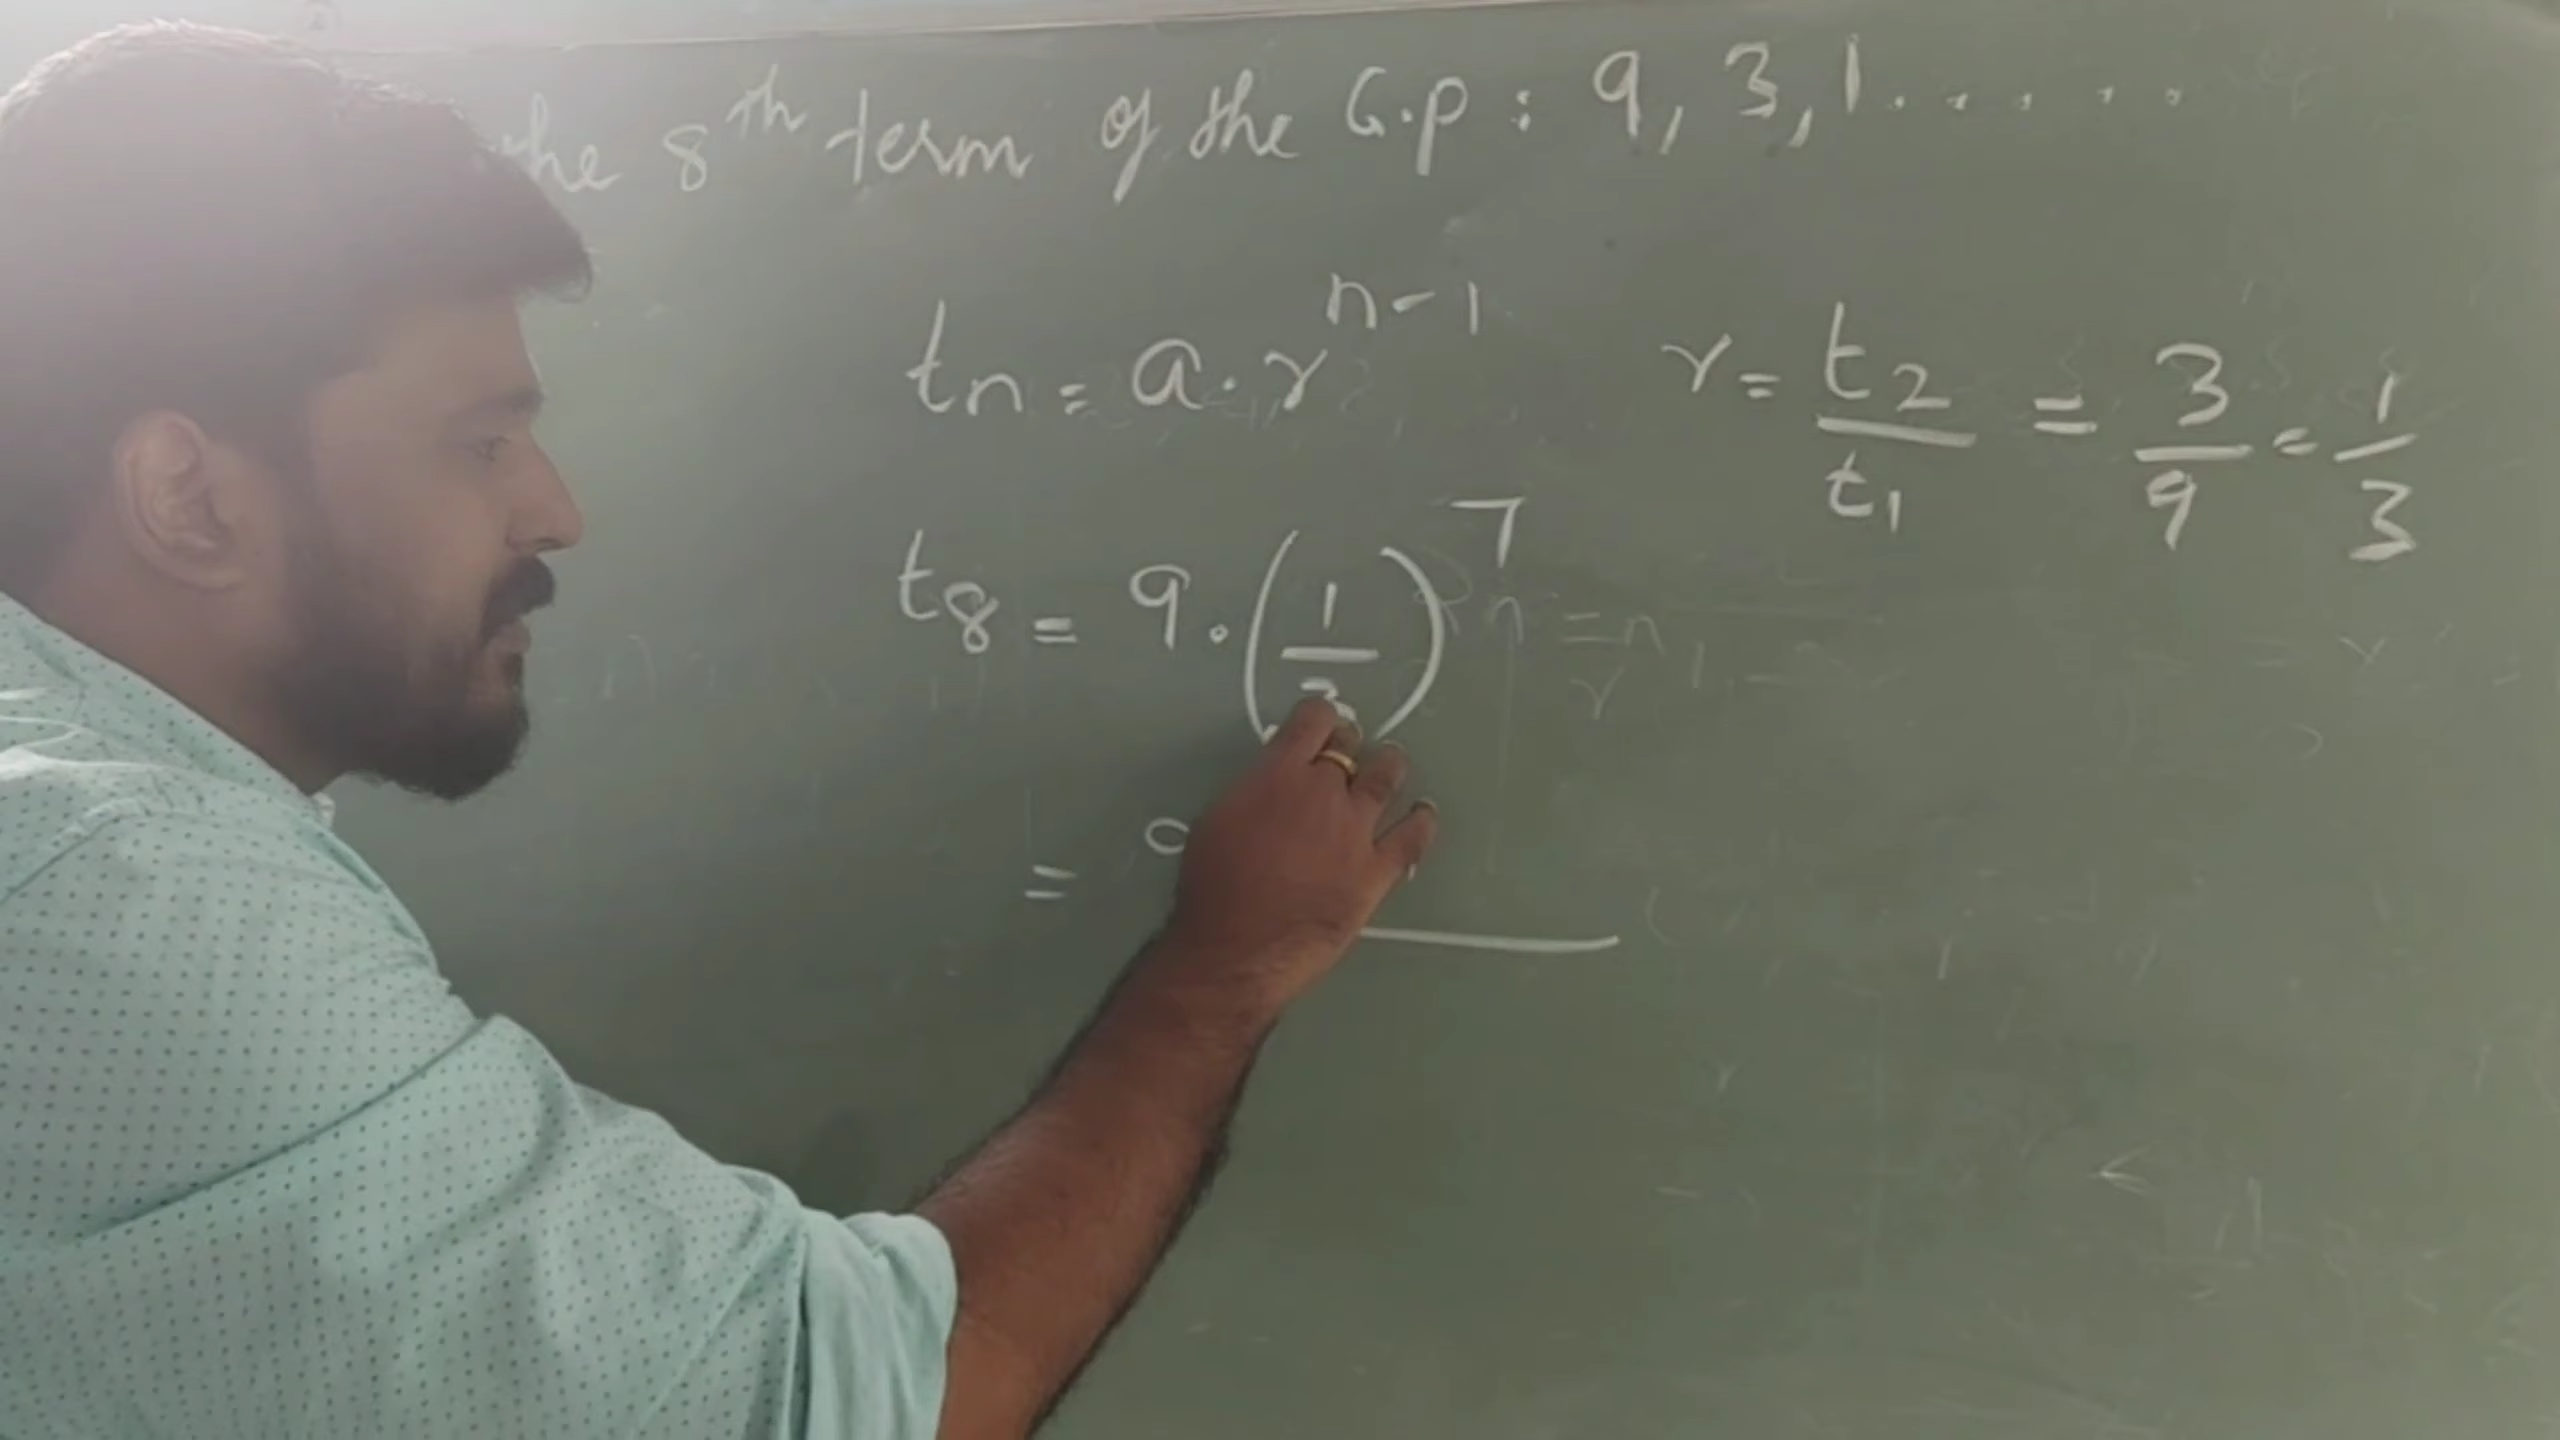 he 8th term of the G.P : 9, 3, 1......
tn = a·r^n-1
r = t2/t1 = 3/9 = 1/3
t8 = 9·(1/3)^7
=